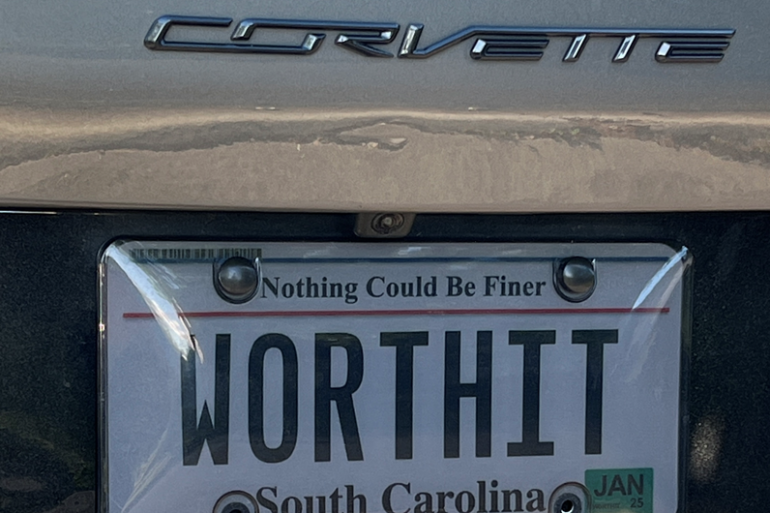 CORVETTE
Nothing Could Be Finer
WORTHIT
South Carolina
JAN
25